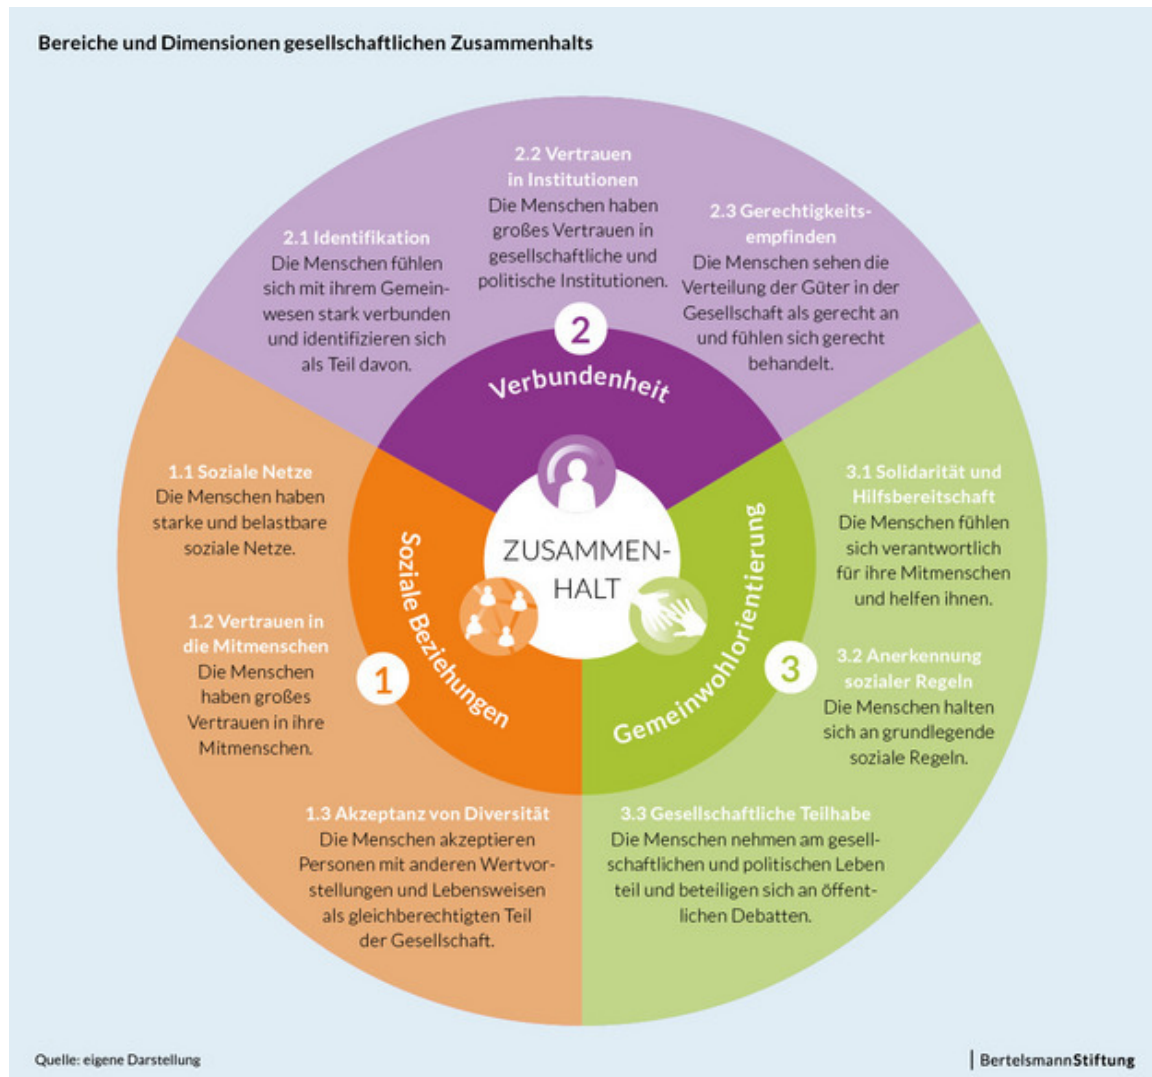 Bereiche und Dimensionen gesellschaftlichen Zusammenhalts
2.2 Vertrauen
in Institutionen
Die Menschen haben
großes Vertrauen in
gesellschaftliche und
politische Institutionen.
2.1 Identifikation
Die Menschen fühlen
sich mit ihrem Gemein-
wesen stark verbunden
und identifizieren sich
als Teil davon.
2.3 Gerechtigkeits-
empfinden
Die Menschen sehen die
Verteilung der Güter in der
Gesellschaft als gerecht an
und fühlen sich gerecht
behandelt.
2
Verbundenheit
1.1 Soziale Netze
Die Menschen haben
starke und belastbare
soziale Netze.
1.2 Vertrauen in
die Mitmenschen
Die Menschen
haben großes
Vertrauen in ihre
Mitmenschen.
1
Soziale Beziehungen
ZUSAMMEN-
HALT
Gemeinwohlorientierung
3
3.1 Solidarität und
Hilfsbereitschaft
Die Menschen fühlen
sich verantwortlich
für ihre Mitmenschen
und helfen ihnen.
3.2 Anerkennung
sozialer Regeln
Die Menschen halten
sich an grundlegende
soziale Regeln.
1.3 Akzeptanz von Diversität
Die Menschen akzeptieren
Personen mit anderen Wertvor-
stellungen und Lebensweisen
als gleichberechtigten Teil
der Gesellschaft.
3.3 Gesellschaftliche Teilhabe
Die Menschen nehmen am gesell-
schaftlichen und politischen Leben
teil und beteiligen sich an öffent-
lichen Debatten.
Quelle: eigene Darstellung
BertelsmannStiftung